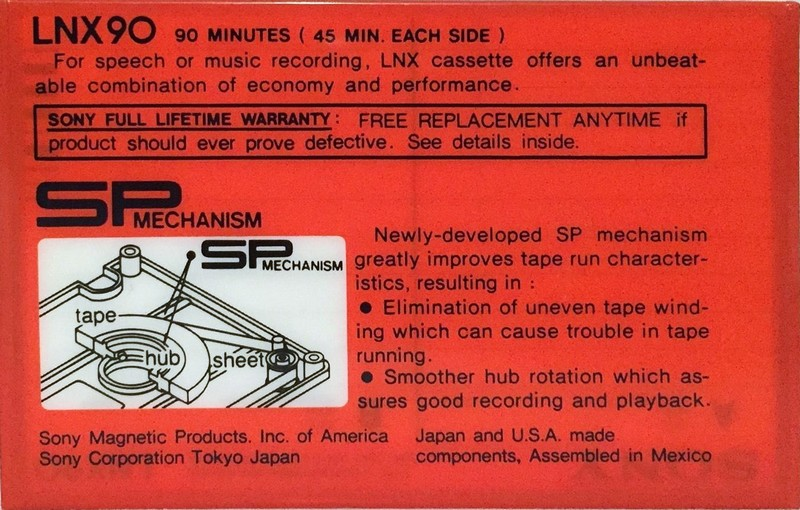 LNX90 90 MINUTES ( 45 MIN. EACH SIDE )
For speech or music recording, LNX cassette offers an unbeat-
able combination of economy and performance.
SONY FULL LIFETIME WARRANTY: FREE REPLACEMENT ANYTIME if
product should ever prove defective. See details inside.
SP MECHANISM
SP MECHANISM
tape
hub
sheet
Newly-developed SP mechanism
greatly improves tape run character-
istics, resulting in :
● Elimination of uneven tape wind-
ing which can cause trouble in tape
running.
● Smoother hub rotation which as-
sures good recording and playback.
Sony Magnetic Products. Inc. of America
Sony Corporation Tokyo Japan
Japan and U.S.A. made
components, Assembled in Mexico